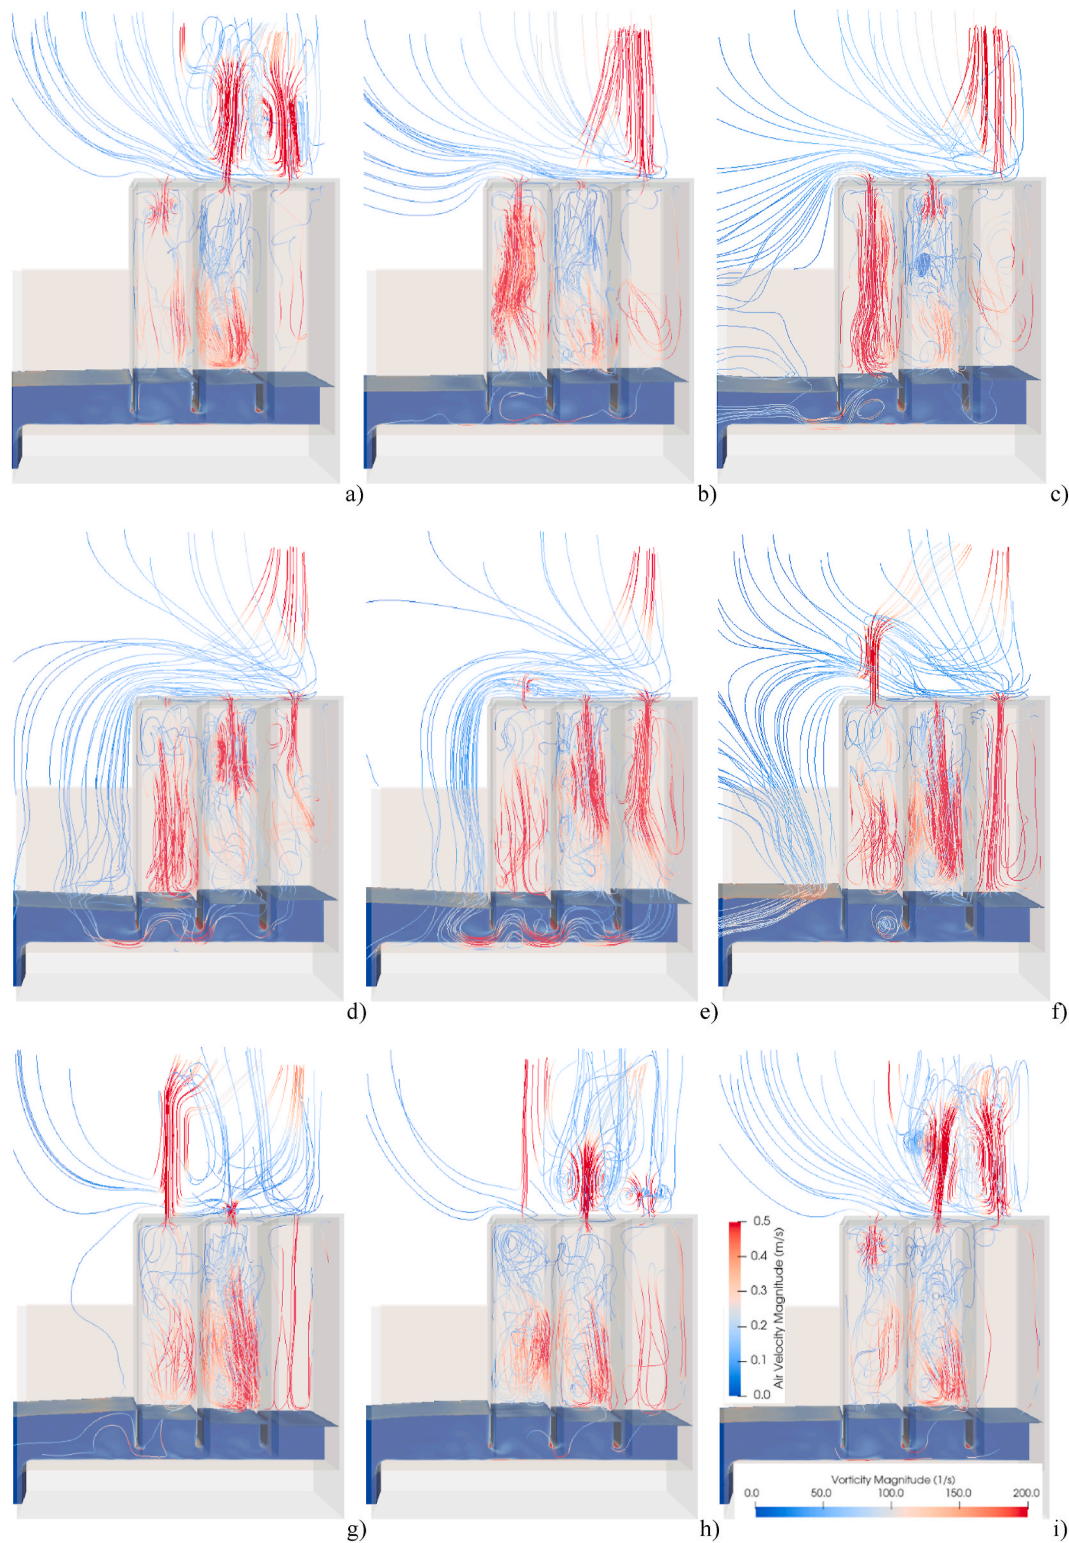 a)
b)
c)
d)
e)
f)
0.5
0.4
0.3
0.2
0.1
0.0
Air Velocity Magnitude (m/s)
Vorticity Magnitude (1/s)
0.0 50.0 100.0 150.0 200.0
g)
h)
i)